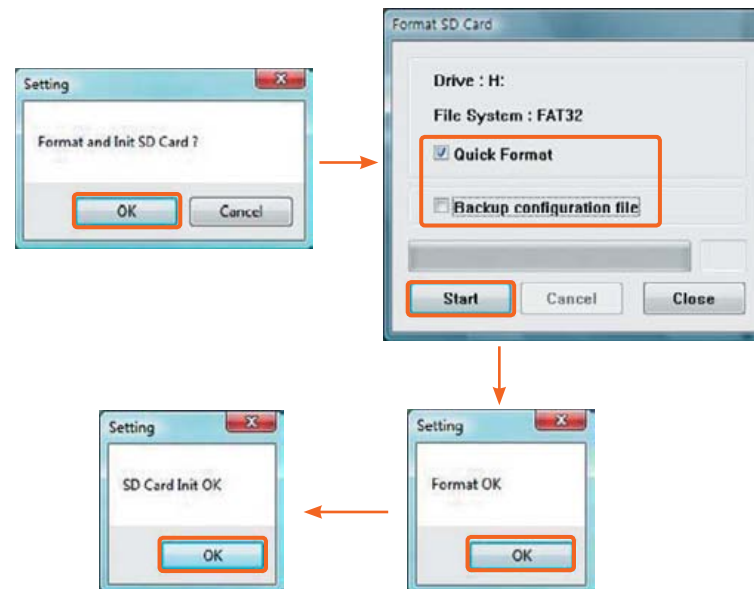 Setting
Format and Init SD Card ?
OK
Cancel
Format SD Card
Drive : H:
File System : FAT32
Quick Format
Backup configuration file
Start
Cancel
Close
Setting
Format OK
OK
Setting
SD Card Init OK
OK